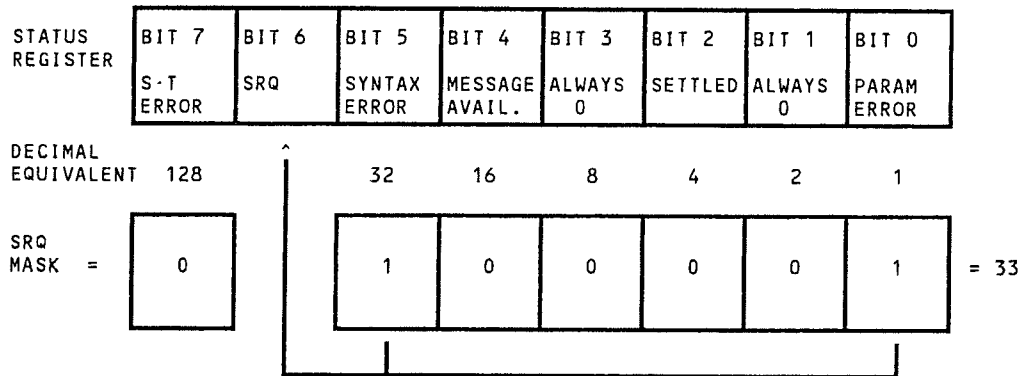 STATUS REGISTER
BIT 7 BIT 6 BIT 5 BIT 4 BIT 3 BIT 2 BIT 1 BIT 0
S-T ERROR
SRQ
SYNTAX ERROR
MESSAGE AVAIL.
ALWAYS 0
SETTLED
ALWAYS 0
PARAM ERROR
DECIMAL
EQUIVALENT 128 32 16 8 4 2 1
SRQ
MASK = 0 1 0 0 0 0 1 = 33